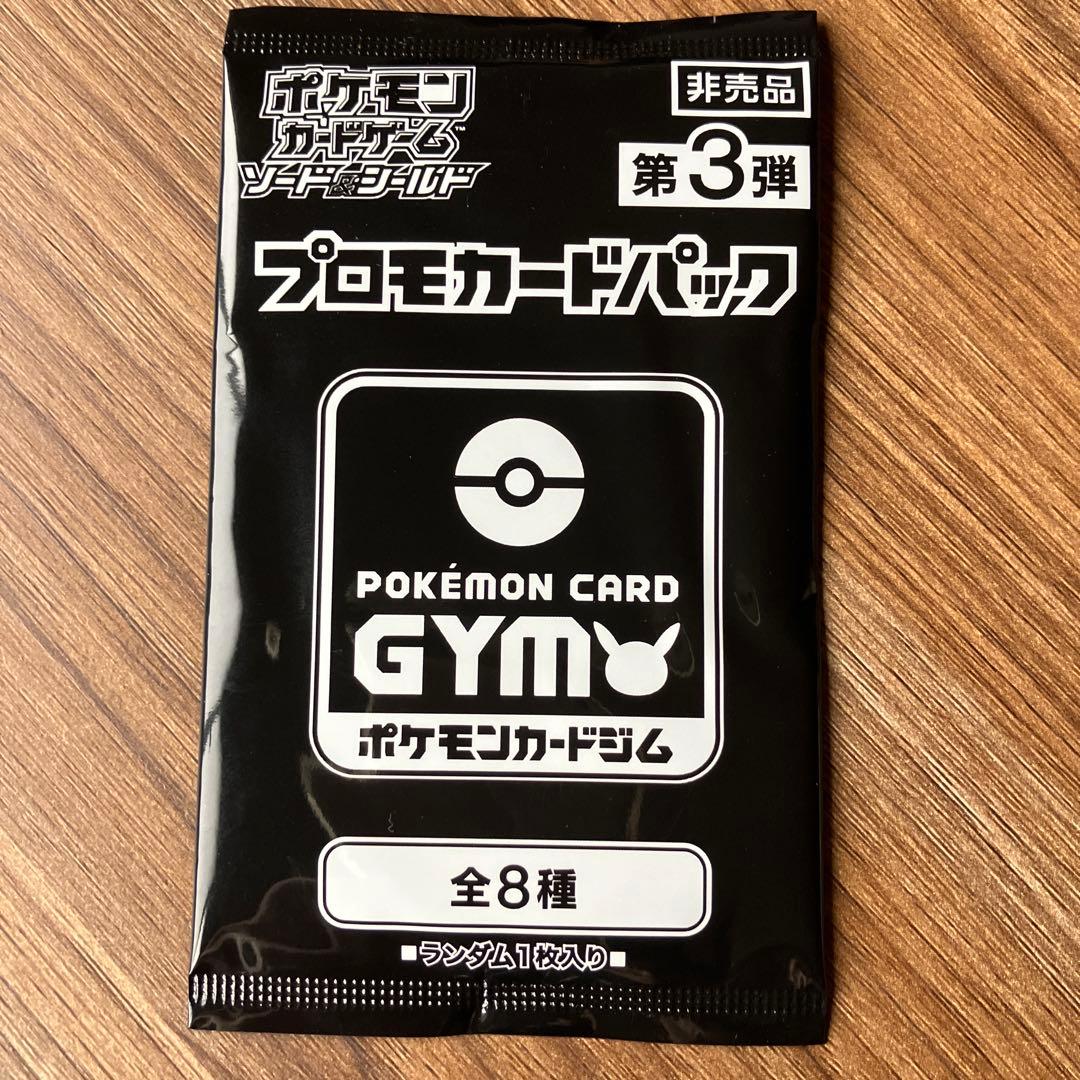 ポケモン
カードゲーム™
ソード&シールド
非売品
第3弾
プロモカードパック
POKÉMON CARD
GYM
ポケモンカードジム
全8種
■ランダム1枚入り■